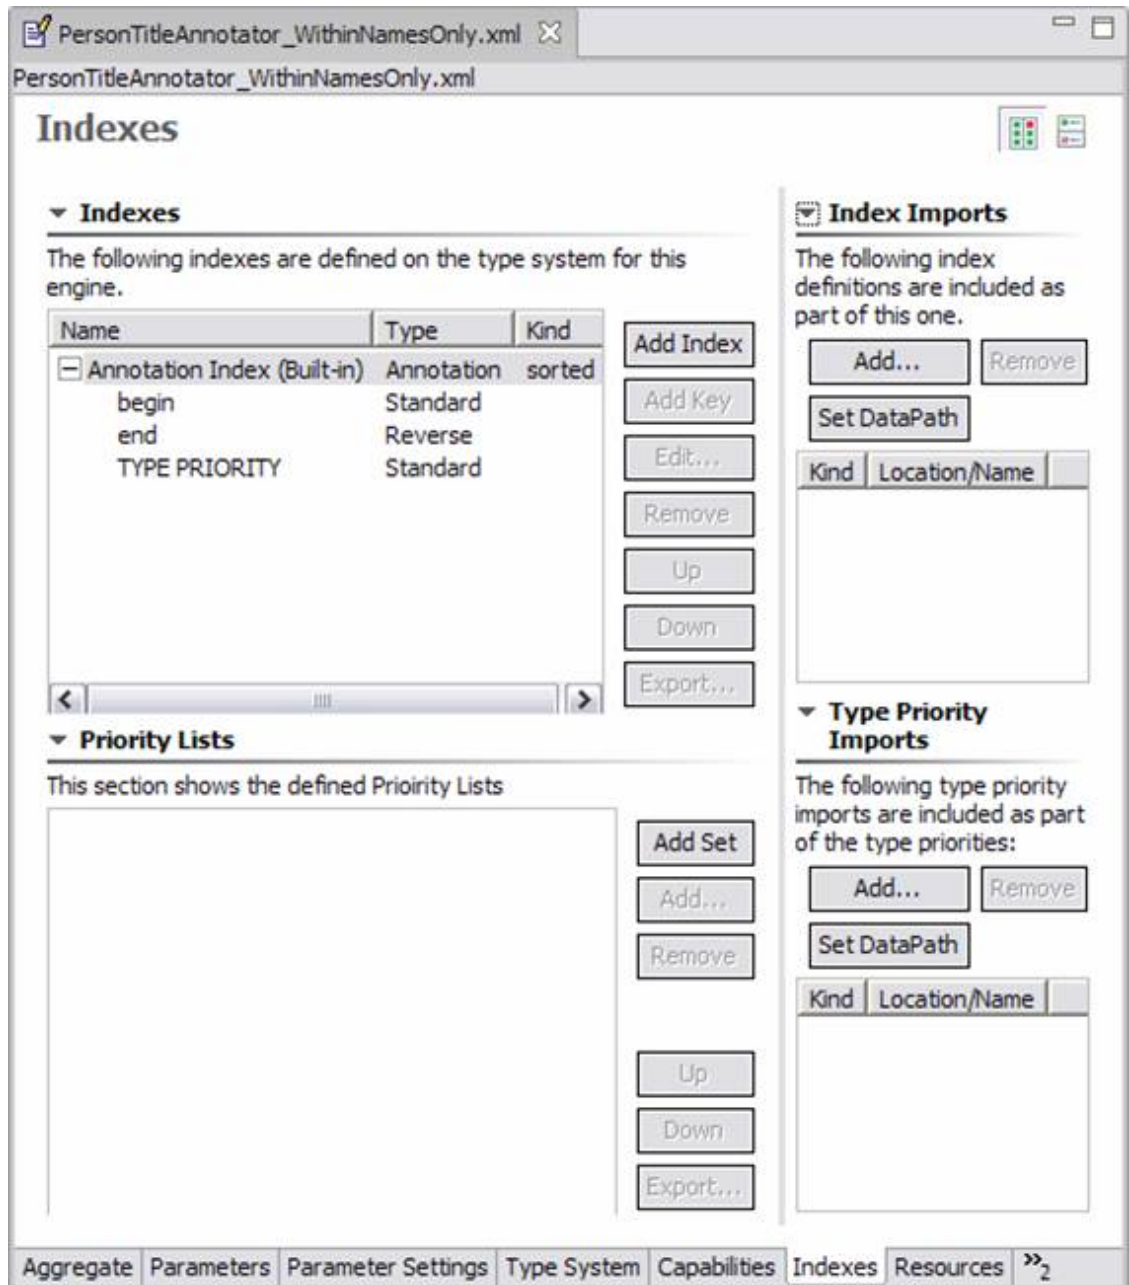 PersonTitleAnnotator_WithinNamesOnly.xml
PersonTitleAnnotator_WithinNamesOnly.xml
Indexes
Indexes
The following indexes are defined on the type system for this
engine.
Name Type Kind
Annotation Index (Built-in) Annotation sorted
begin Standard
end Reverse
TYPE PRIORITY Standard
Add Index
Add Key
Edit...
Remove
Up
Down
Export...
Priority Lists
This section shows the defined Prioirity Lists
Add Set
Add...
Remove
Up
Down
Export...
Index Imports
The following index
definitions are included as
part of this one.
Add... Remove
Set DataPath
Kind Location/Name
Type Priority
Imports
The following type priority
imports are included as part
of the type priorities:
Add... Remove
Set DataPath
Kind Location/Name
Aggregate Parameters Parameter Settings Type System Capabilities Indexes Resources »2